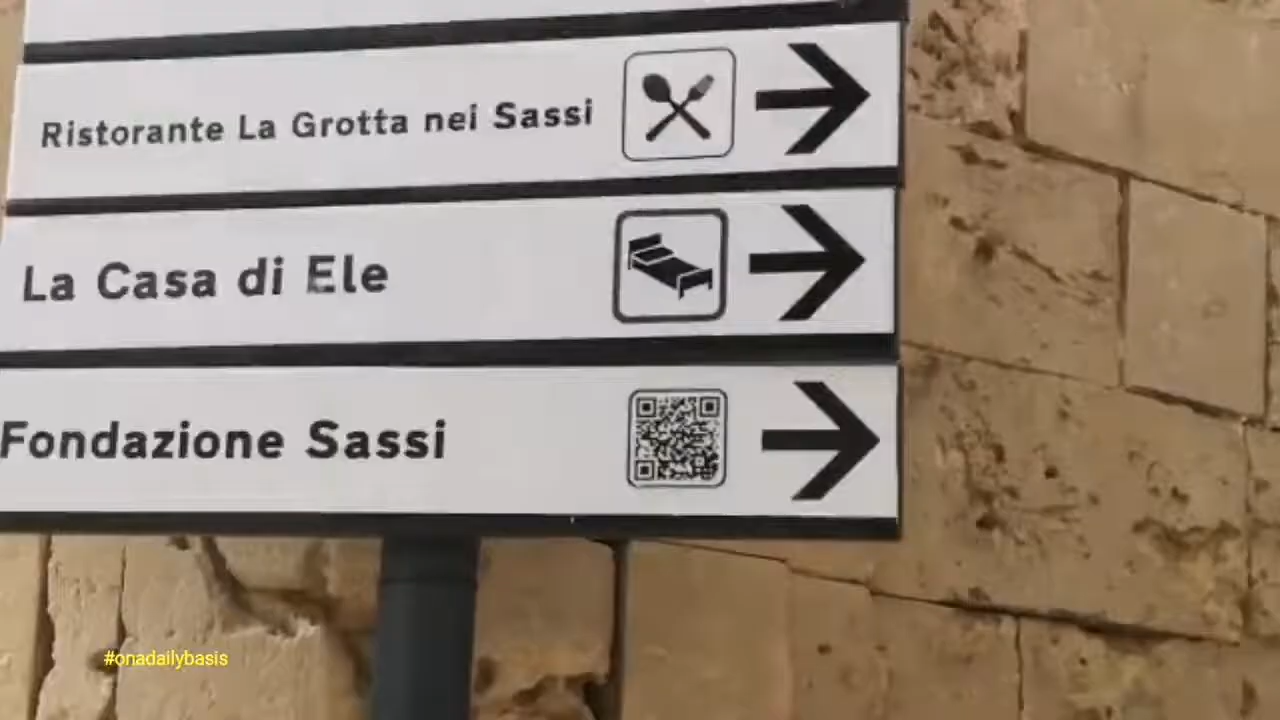 Ristorante La Grotta nei Sassi
La Casa di Ele
Fondazione Sassi
#onadailybasis